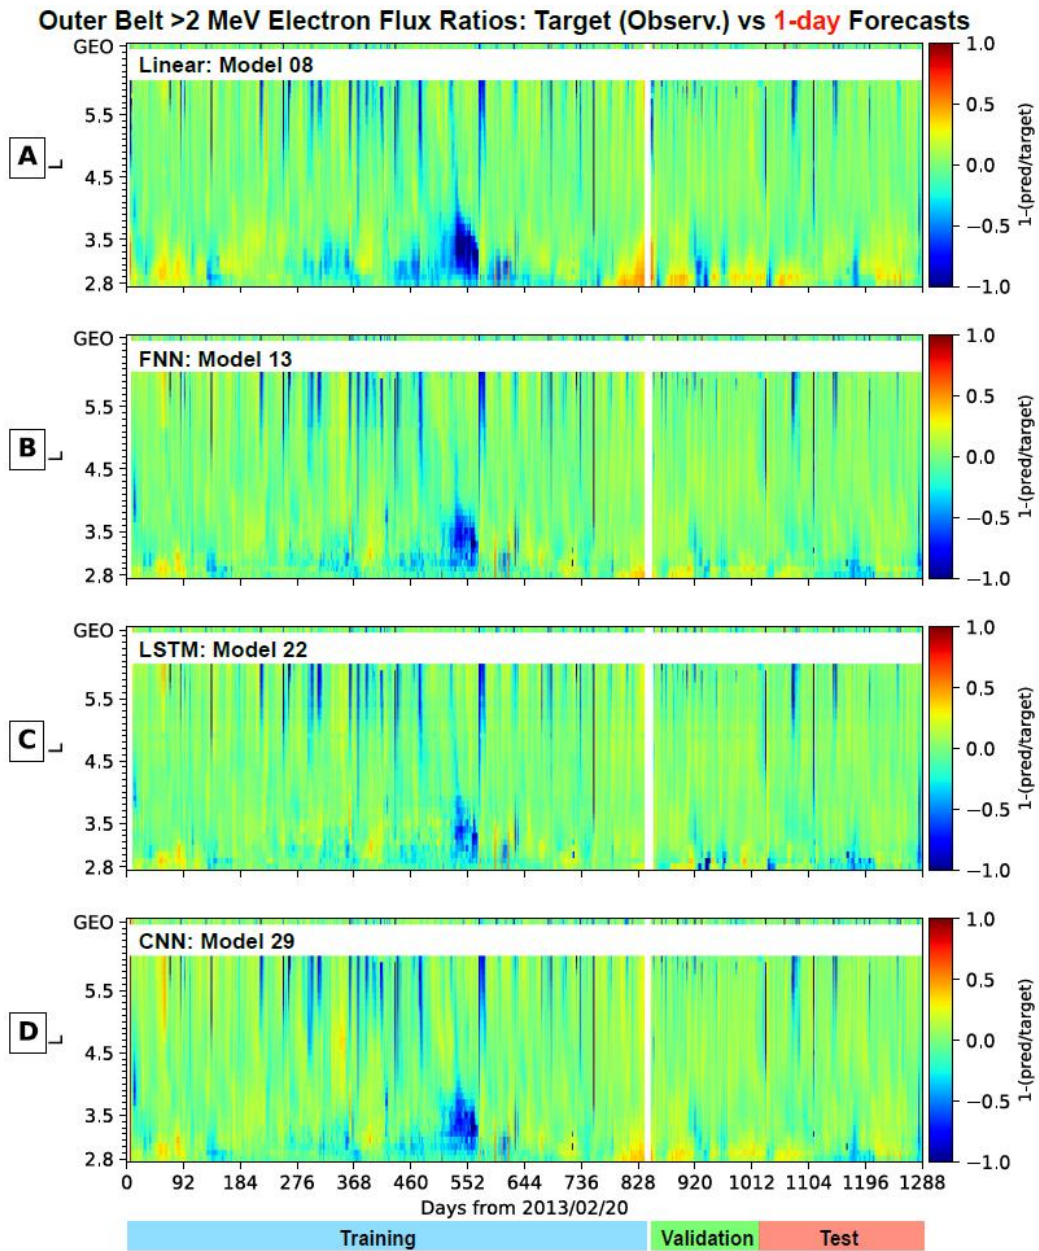 Outer Belt >2 MeV Electron Flux Ratios: Target (Observ.) vs 1-day Forecasts
A
L
GEO
5.5
4.5
3.5
2.8
Linear: Model 08
1.0
0.5
0.0
−0.5
−1.0
1-(pred/target)
B
L
GEO
5.5
4.5
3.5
2.8
FNN: Model 13
1.0
0.5
0.0
−0.5
−1.0
1-(pred/target)
C
L
GEO
5.5
4.5
3.5
2.8
LSTM: Model 22
1.0
0.5
0.0
−0.5
−1.0
1-(pred/target)
D
L
GEO
5.5
4.5
3.5
2.8
CNN: Model 29
1.0
0.5
0.0
−0.5
−1.0
1-(pred/target)
0 92 184 276 368 460 552 644 736 828 920 1012 1104 1196 1288
Days from 2013/02/20
Training Validation Test